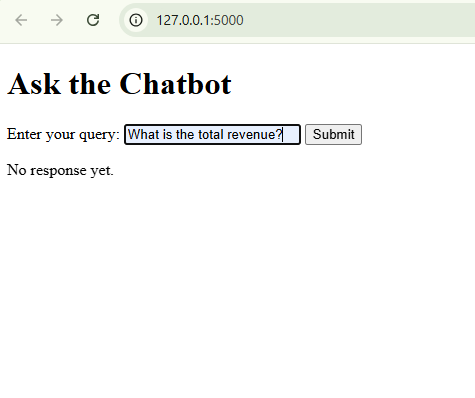 127.0.0.1:5000
Ask the Chatbot
Enter your query: What is the total revenue? Submit
No response yet.